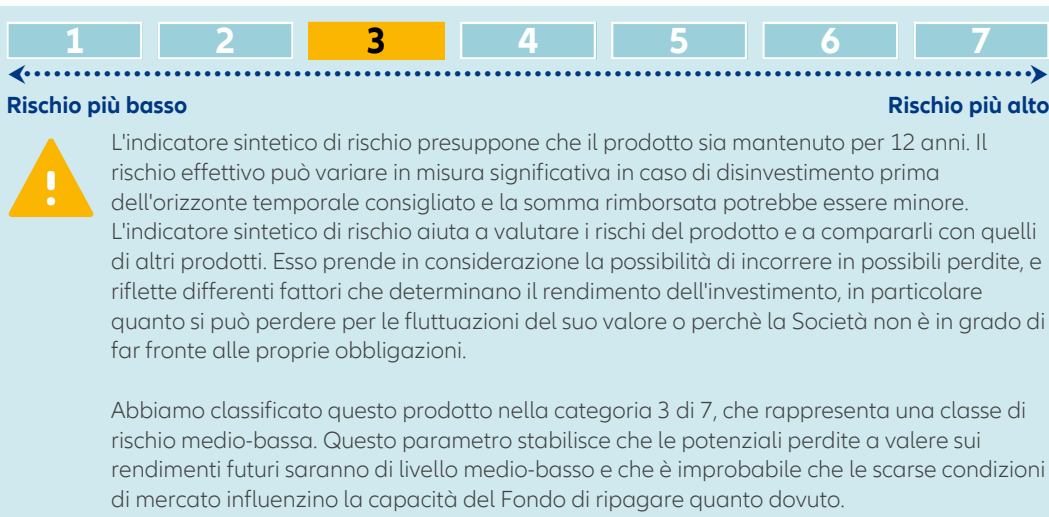 1 2 3 4 5 6 7
Rischio più basso Rischio più alto
L'indicatore sintetico di rischio presuppone che il prodotto sia mantenuto per 12 anni. Il
rischio effettivo può variare in misura significativa in caso di disinvestimento prima
dell'orizzonte temporale consigliato e la somma rimborsata potrebbe essere minore.
L'indicatore sintetico di rischio aiuta a valutare i rischi del prodotto e a compararli con quelli
di altri prodotti. Esso prende in considerazione la possibilità di incorrere in possibili perdite, e
riflette differenti fattori che determinano il rendimento dell'investimento, in particolare
quanto si può perdere per le fluttuazioni del suo valore o perchè la Società non è in grado di
far fronte alle proprie obbligazioni.
Abbiamo classificato questo prodotto nella categoria 3 di 7, che rappresenta una classe di
rischio medio-bassa. Questo parametro stabilisce che le potenziali perdite a valere sui
rendimenti futuri saranno di livello medio-basso e che è improbabile che le scarse condizioni
di mercato influenzino la capacità del Fondo di ripagare quanto dovuto.